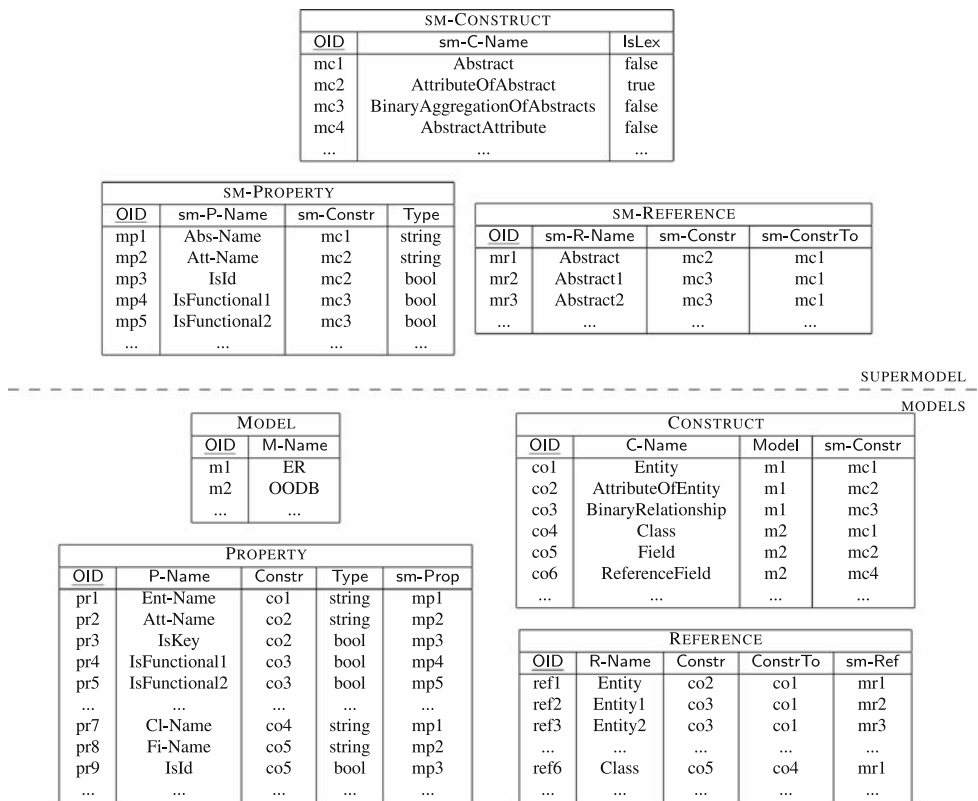 SM-CONSTRUCT
OID sm-C-Name IsLex
mc1 Abstract false
mc2 AttributeOfAbstract true
mc3 BinaryAggregationOfAbstracts false
mc4 AbstractAttribute false
... ... ...
SM-PROPERTY
OID sm-P-Name sm-Constr Type
mp1 Abs-Name mc1 string
mp2 Att-Name mc2 string
mp3 IsId mc2 bool
mp4 IsFunctional1 mc3 bool
mp5 IsFunctional2 mc3 bool
... ... ... ...
SM-REFERENCE
OID sm-R-Name sm-Constr sm-ConstrTo
mr1 Abstract mc2 mc1
mr2 Abstract1 mc3 mc1
mr3 Abstract2 mc3 mc1
... ... ... ...
SUPERMODEL
MODELS
MODEL
OID M-Name
m1 ER
m2 OODB
... ...
CONSTRUCT
OID C-Name Model sm-Constr
co1 Entity m1 mc1
co2 AttributeOfEntity m1 mc2
co3 BinaryRelationship m1 mc3
co4 Class m2 mc1
co5 Field m2 mc2
co6 ReferenceField m2 mc4
... ... ... ...
PROPERTY
OID P-Name Constr Type sm-Prop
pr1 Ent-Name co1 string mp1
pr2 Att-Name co2 string mp2
pr3 IsKey co2 bool mp3
pr4 IsFunctional1 co3 bool mp4
pr5 IsFunctional2 co3 bool mp5
... ... ... ... ...
pr7 Cl-Name co4 string mp1
pr8 Fi-Name co5 string mp2
pr9 IsId co5 bool mp3
... ... ... ... ...
REFERENCE
OID R-Name Constr ConstrTo sm-Ref
ref1 Entity co2 co1 mr1
ref2 Entity1 co3 co1 mr2
ref3 Entity2 co3 co1 mr3
... ... ... ... ...
ref6 Class co5 co4 mr1
... ... ... ... ...